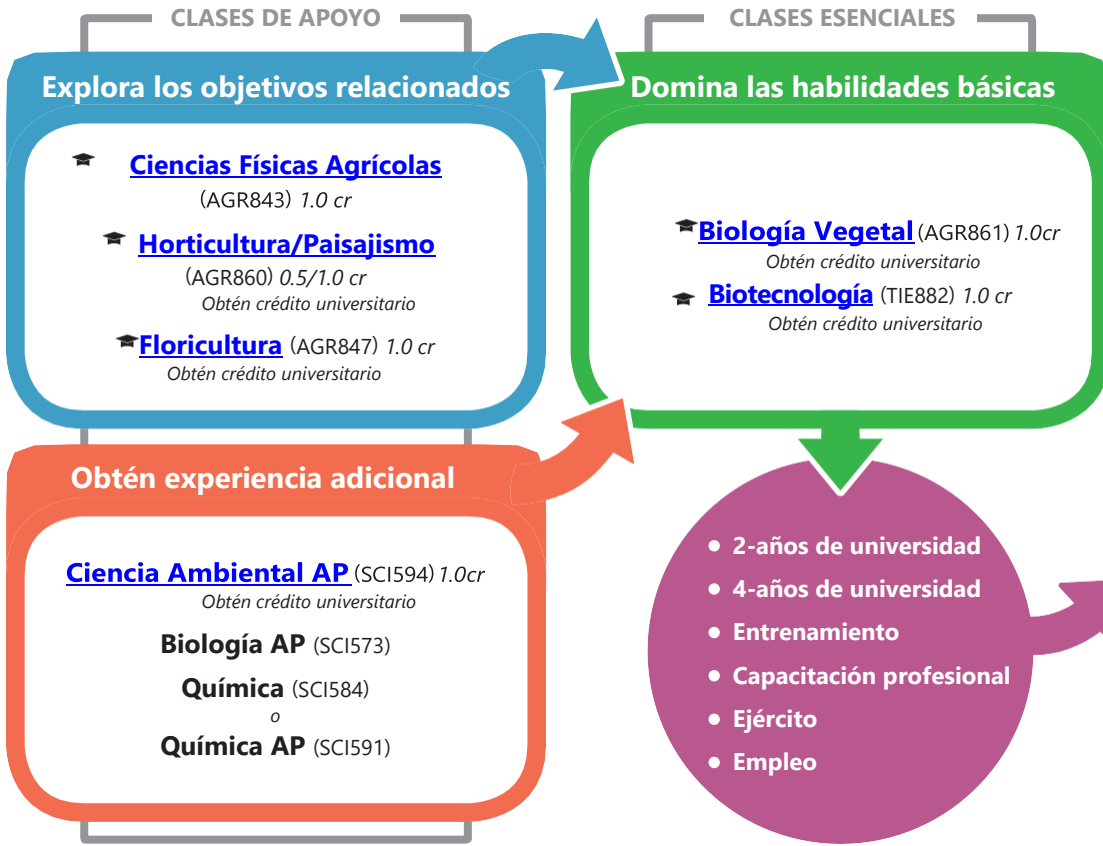 CLASES DE APOYO
Explora los objetivos relacionados
Ciencias Físicas Agrícolas
(AGR843) 1.0 cr
Horticultura/Paisajismo
(AGR860) 0.5/1.0 cr
Obtén crédito universitario
Floricultura (AGR847) 1.0 cr
Obtén crédito universitario
Obtén experiencia adicional
Ciencia Ambiental AP (SCI594) 1.0cr
Obtén crédito universitario
Biología AP (SCI573)
Química (SCI584)
o
Química AP (SCI591)
CLASES ESENCIALES
Domina las habilidades básicas
Biología Vegetal (AGR861) 1.0cr
Obtén crédito universitario
Biotecnología (TIE882) 1.0 cr
Obtén crédito universitario
• 2-años de universidad
• 4-años de universidad
• Entrenamiento
• Capacitación profesional
• Ejército
• Empleo